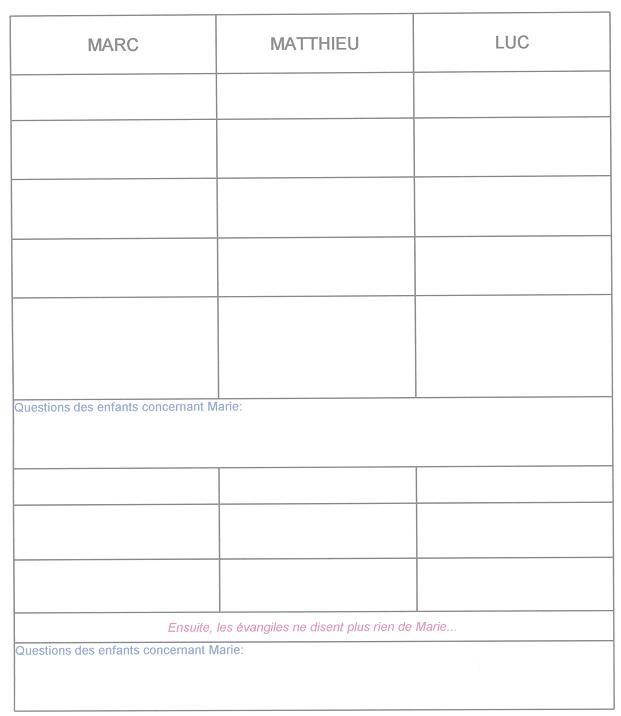 MARC MATTHIEU LUC
Questions des enfants concernant Marie:
Ensuite, les évangiles ne disent plus rien de Marie...
Questions des enfants concernant Marie: